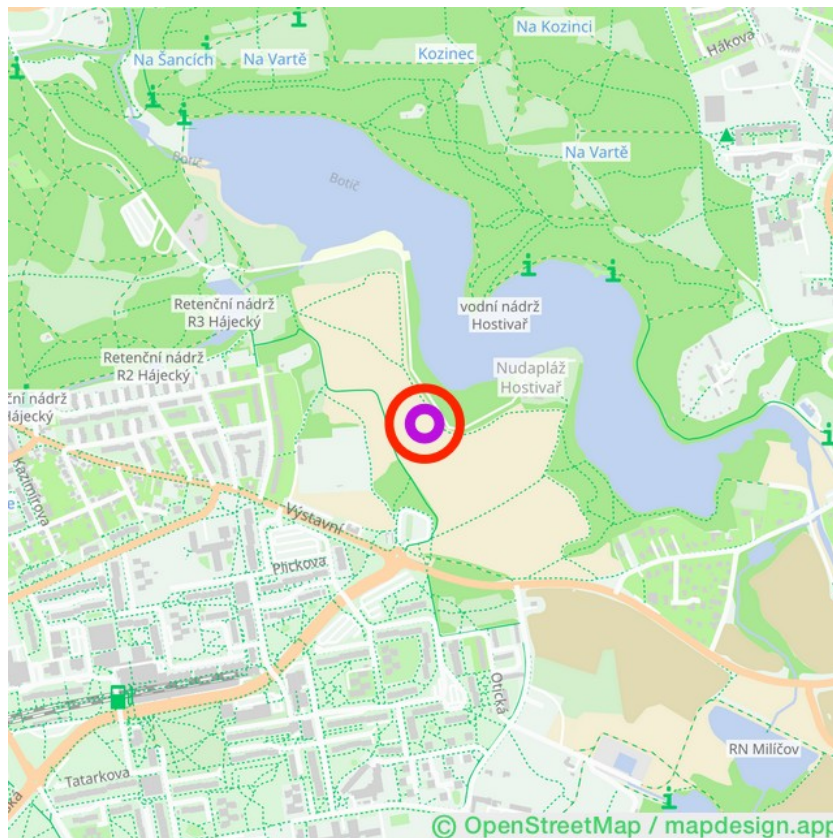 Na Kozinci
Hákova
Na Šancích
Na Vartě
Kozinec
Botič
Botič
Na Vartě
Retenční nádrž
R3 Hájecký
vodní nádrž
Hostivař
Retenční nádrž
R2 Hájecký
Nudapláž
Hostivař
ční nádrž
Hájecký
Kazimírova
e
Výstavní
Plickova
Otická
RN Milíčov
Tatarkova
ská
© OpenStreetMap / mapdesign.app